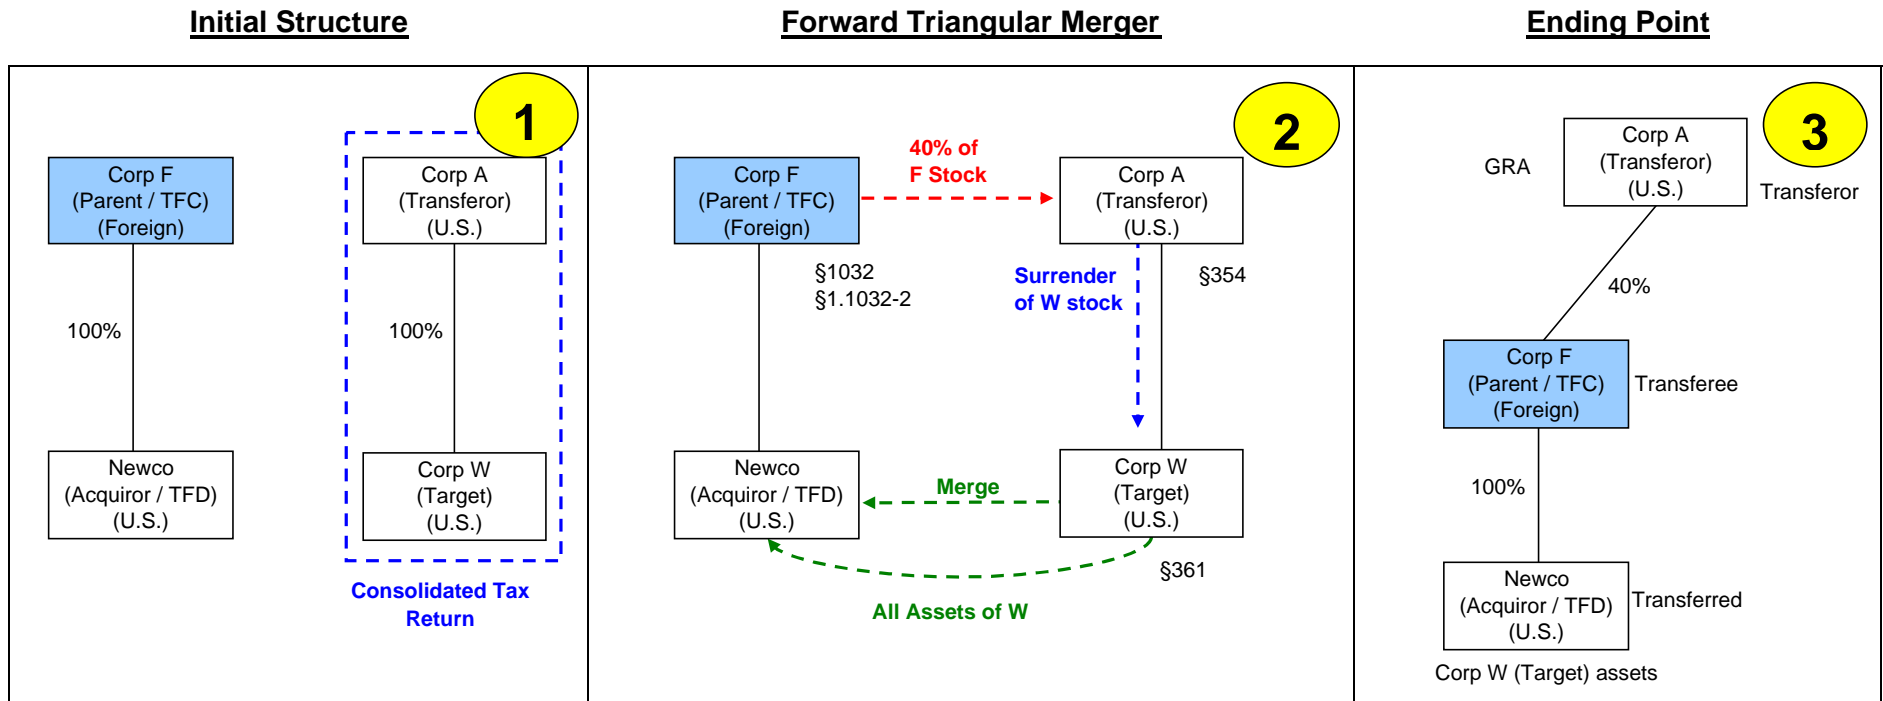 Initial Structure
1
Corp F
(Parent / TFC)
(Foreign)
Corp A
(Transferor)
(U.S.)
100%
100%
Newco
(Acquiror / TFD)
(U.S.)
Corp W
(Target)
(U.S.)
Consolidated Tax
Return
Forward Triangular Merger
2
40% of
F Stock
Corp F
(Parent / TFC)
(Foreign)
Corp A
(Transferor)
(U.S.)
§1032
§1.1032-2
Surrender
of W stock
§354
Newco
(Acquiror / TFD)
(U.S.)
Merge
Corp W
(Target)
(U.S.)
§361
All Assets of W
Ending Point
3
GRA
Corp A
(Transferor)
(U.S.)
Transferor
40%
Corp F
(Parent / TFC)
(Foreign)
Transferee
100%
Newco
(Acquiror / TFD)
(U.S.)
Transferred
Corp W (Target) assets